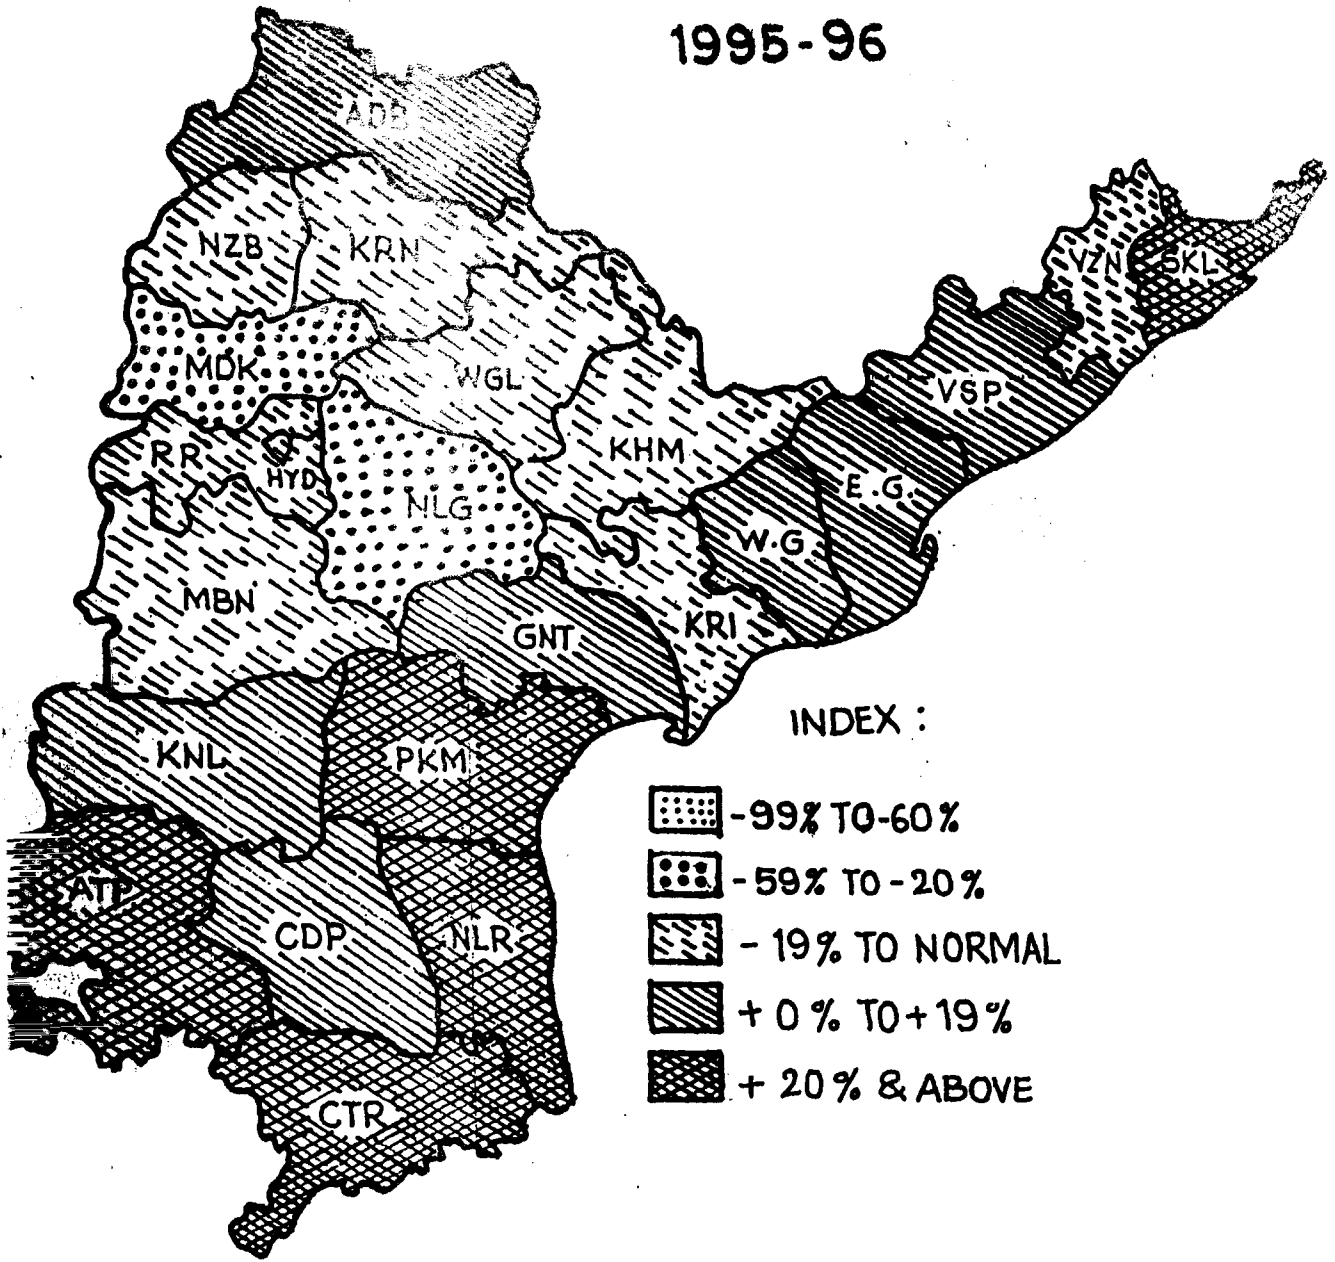 1995-96
ADB
NZB
KRN
VZN
SKL
MDK
WGL
VSP
RR
HYD
KHM
NLG
E.G.
W.G
MBN
GNT
KRI
INDEX :
KNL
PKM
-99% TO-60%
-59% TO -20%
ATP
CDP
NLR
- 19% TO NORMAL
+ 0 % TO + 19%
+ 20% & ABOVE
CTR